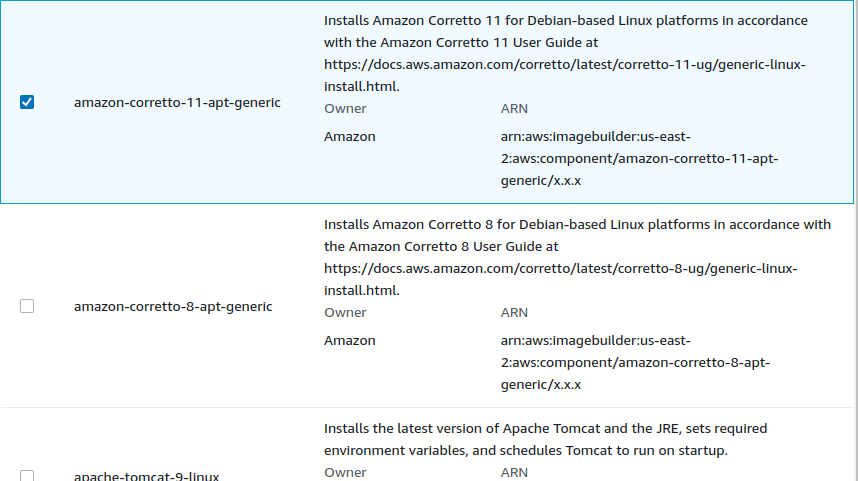 Installs Amazon Corretto 11 for Debian-based Linux platforms in accordance
with the Amazon Corretto 11 User Guide at
https://docs.aws.amazon.com/corretto/latest/corretto-11-ug/generic-linux-
install.html.
amazon-corretto-11-apt-generic
Owner
ARN
Amazon
arn:aws:imagebuilder:us-east-
2:aws:component/amazon-corretto-11-apt-
generic/x.x.x
Installs Amazon Corretto 8 for Debian-based Linux platforms in accordance with
the Amazon Corretto 8 User Guide at
https://docs.aws.amazon.com/corretto/latest/corretto-8-ug/generic-linux-
install.html.
amazon-corretto-8-apt-generic
Owner
ARN
Amazon
arn:aws:imagebuilder:us-east-
2:aws:component/amazon-corretto-8-apt-
generic/x.x.x
Installs the latest version of Apache Tomcat and the JRE, sets required
environment variables, and schedules Tomcat to run on startup.
apache-tomcat-9-linux
Owner
ARN